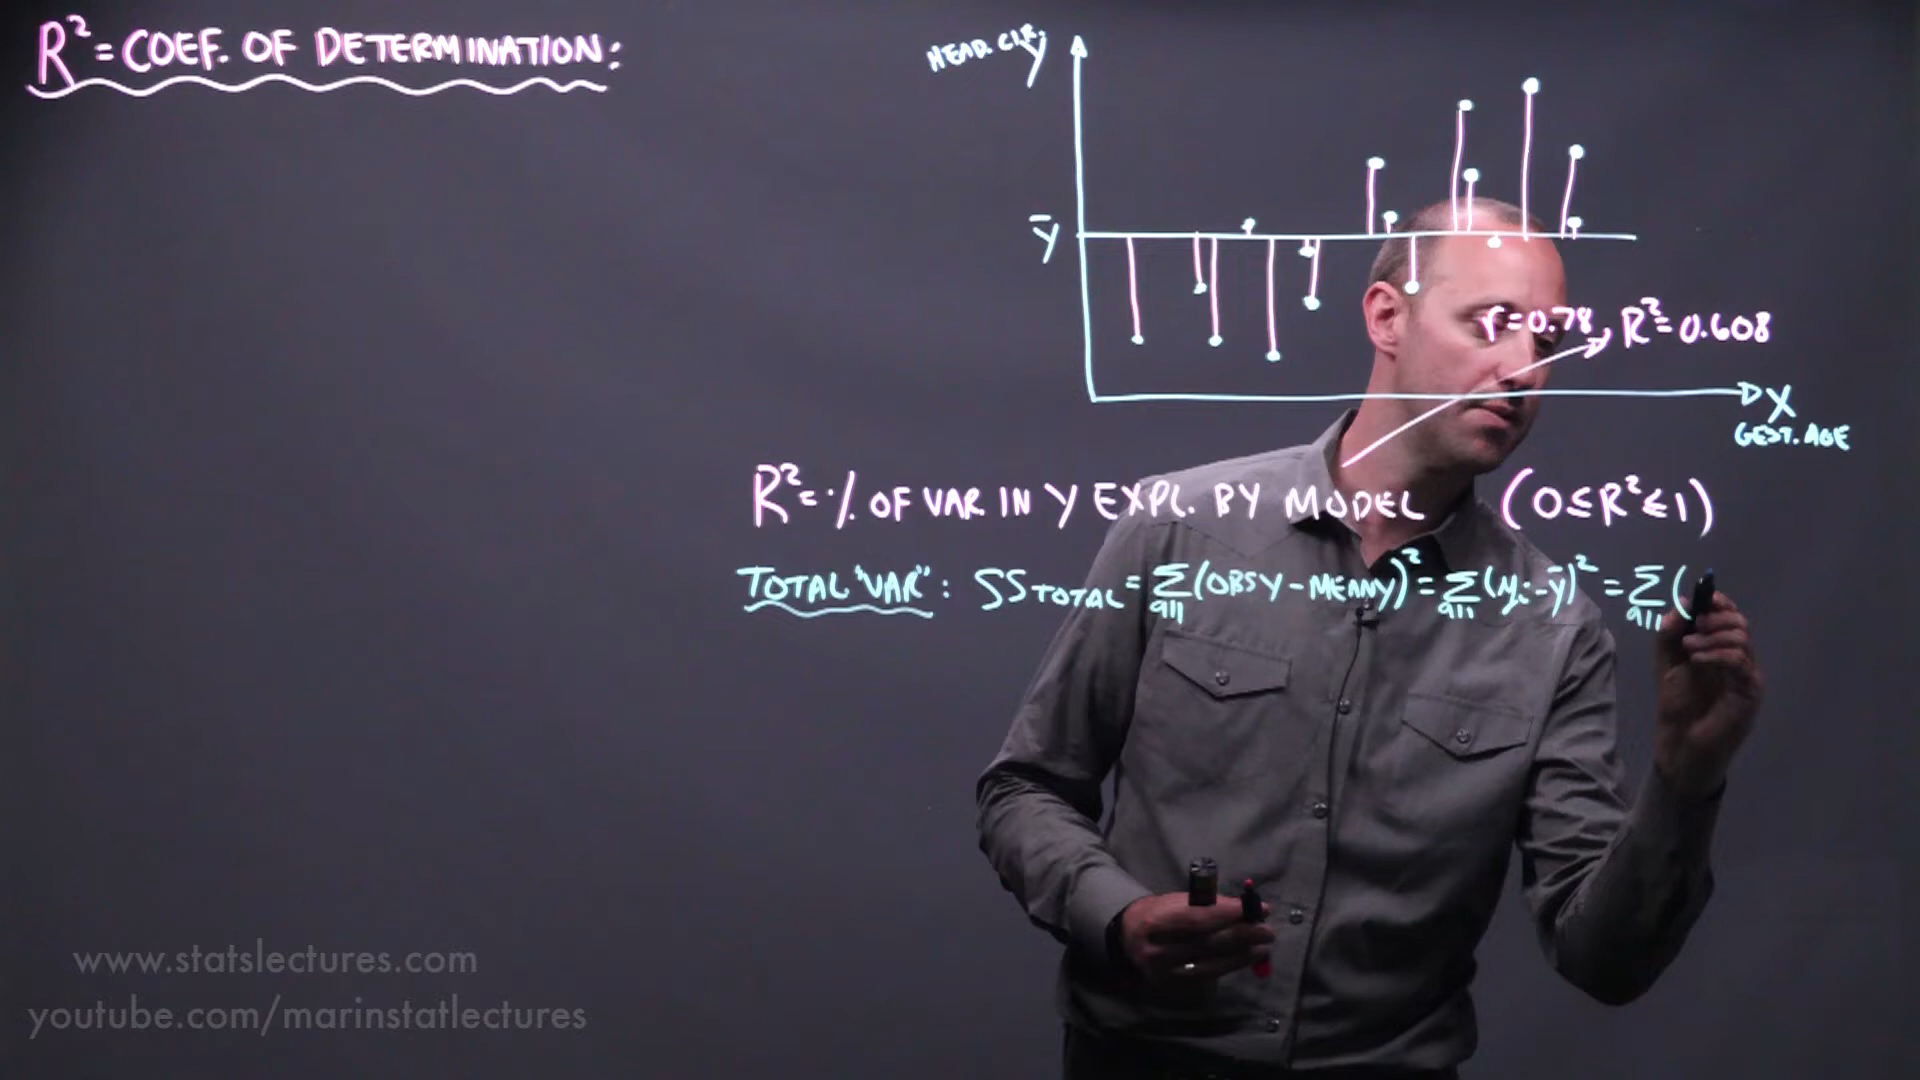 R² = COEF. OF DETERMINATION:
HEAD. CIR. Y
Ȳ
r = 0.78, R² = 0.608
X
GEST. AGE
R² = % OF VAR IN Y EXPL. BY MODEL (0 ≤ R² ≤ 1)
TOTAL "VAR": SS TOTAL = Σ all (OBS Y - MEAN Y)² = Σ all (yᵢ - ȳ)² = Σ all (
www.statslectures.com
youtube.com/marinstatlectures